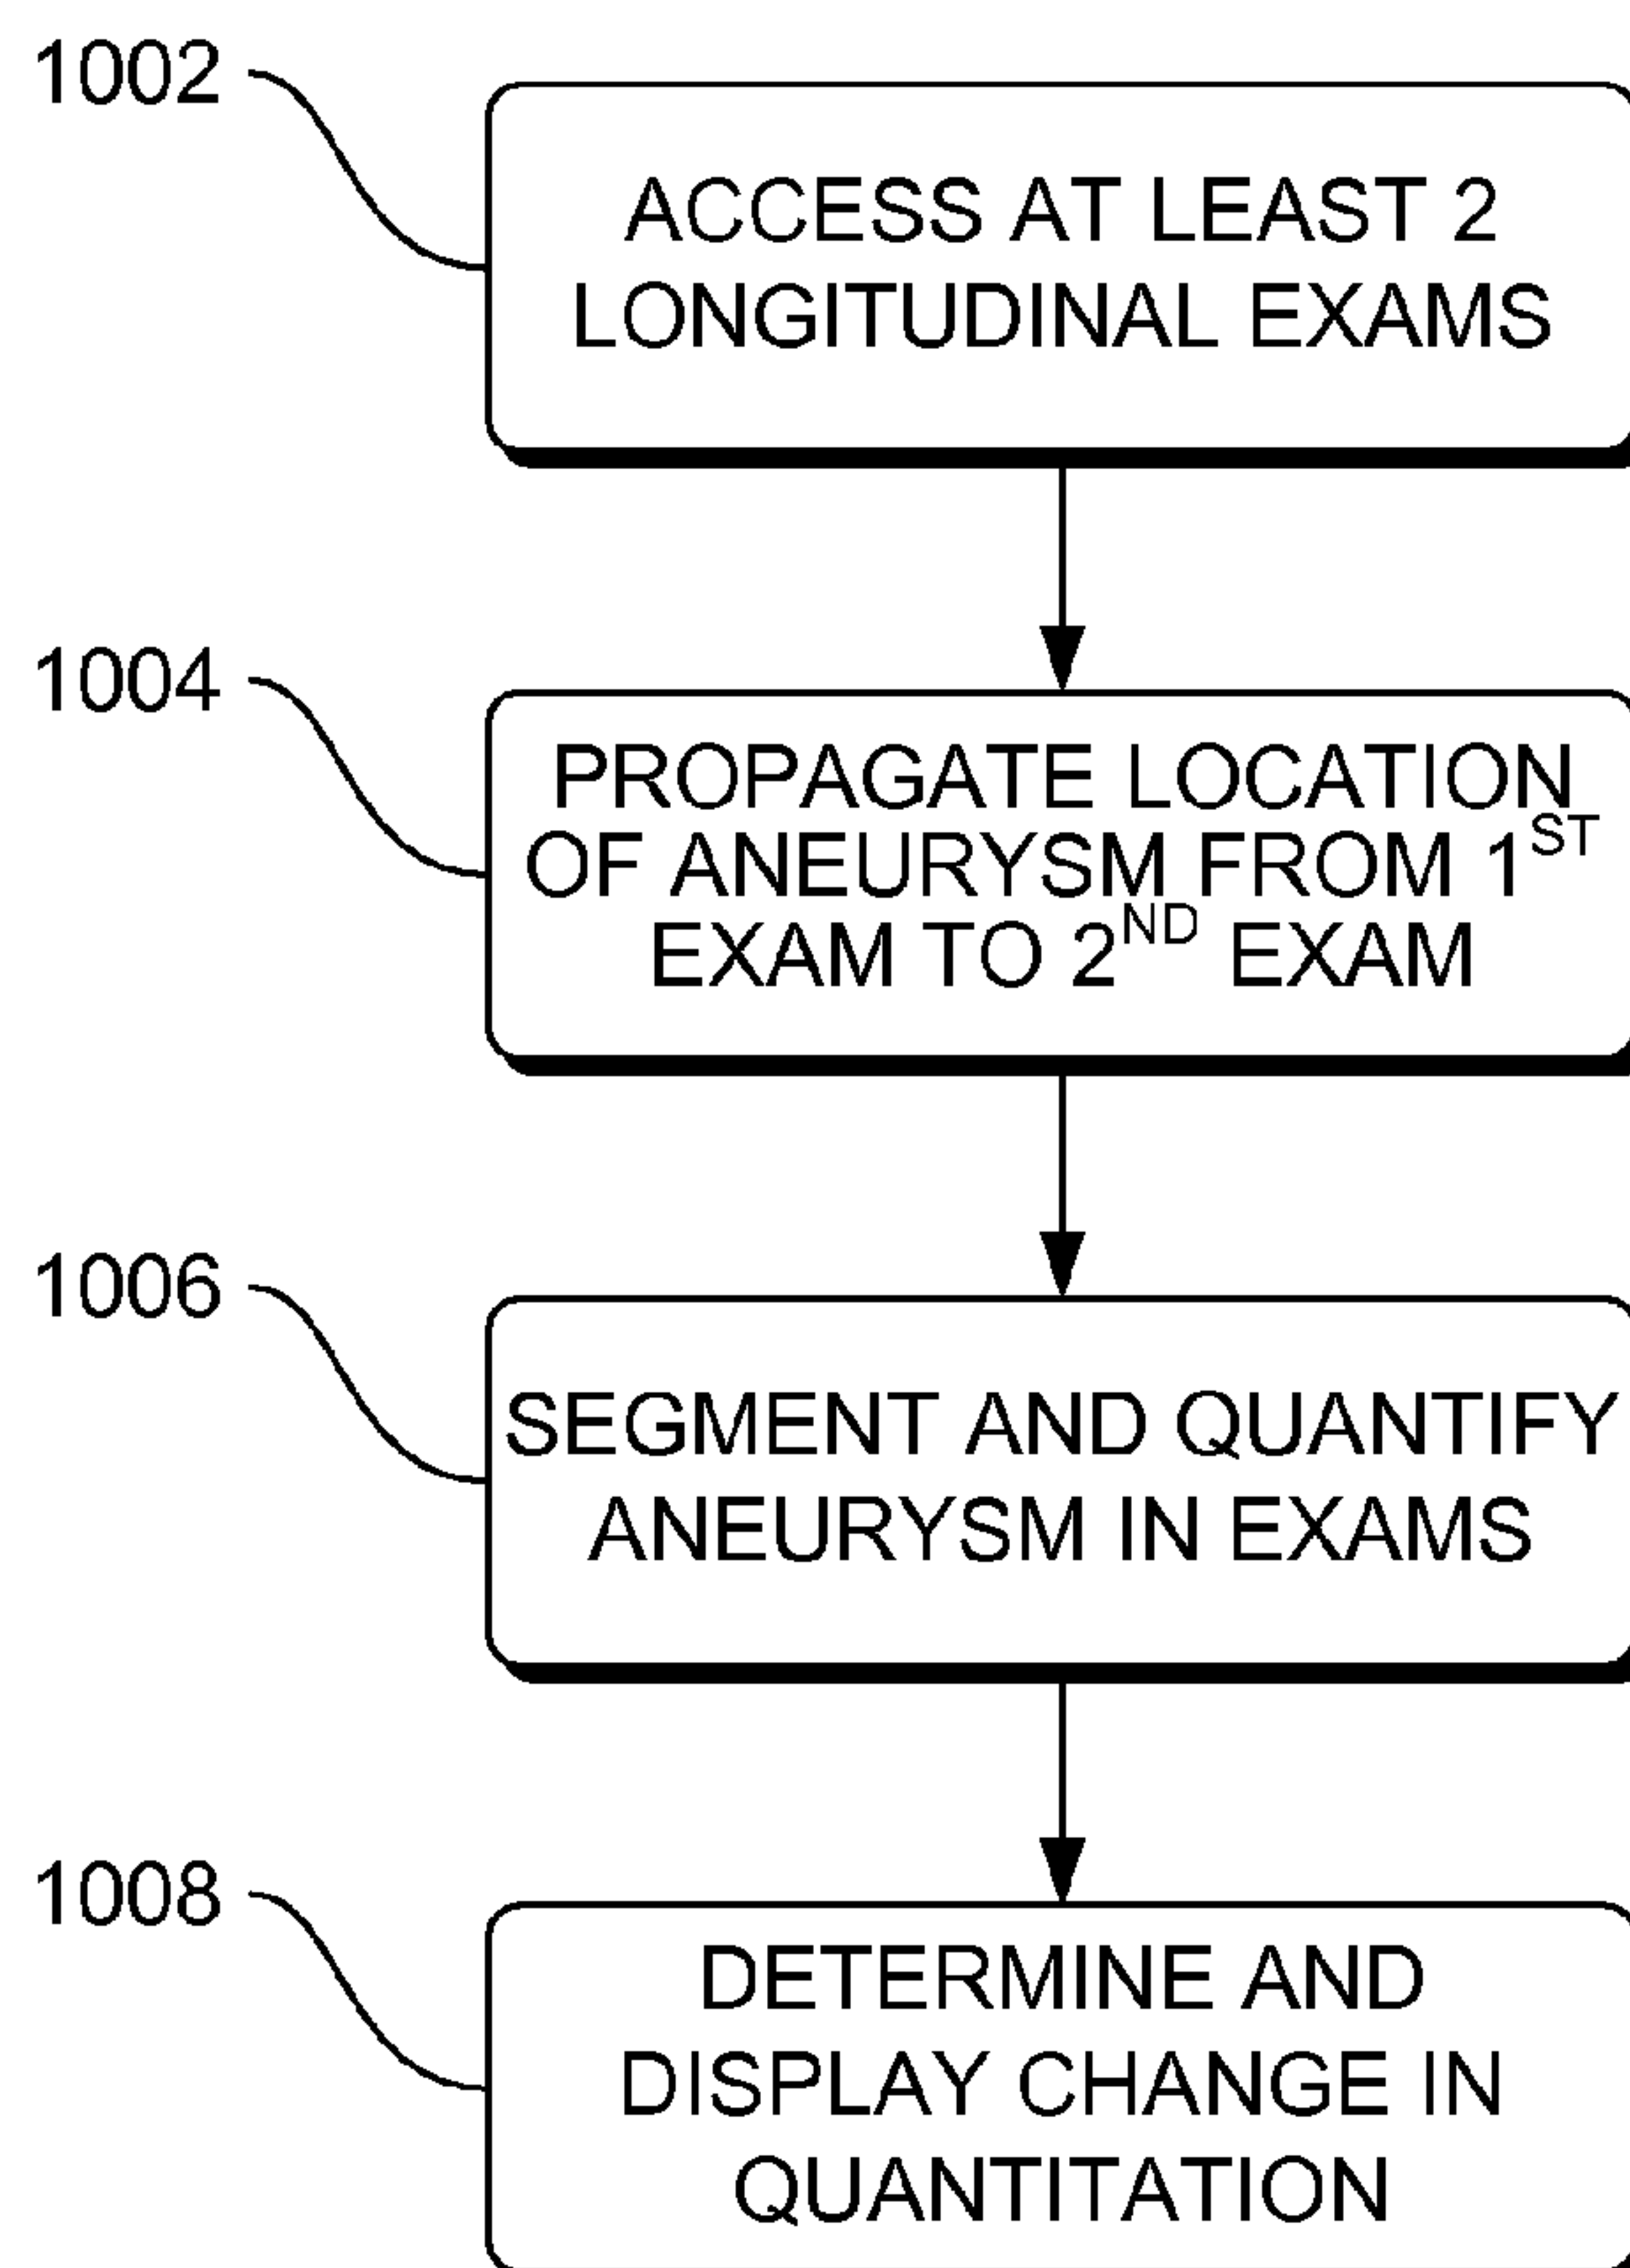 1002
ACCESS AT LEAST 2
LONGITUDINAL EXAMS
1004
PROPAGATE LOCATION
OF ANEURYSM FROM 1ST
EXAM TO 2ND EXAM
1006
SEGMENT AND QUANTIFY
ANEURYSM IN EXAMS
1008
DETERMINE AND
DISPLAY CHANGE IN
QUANTITATION